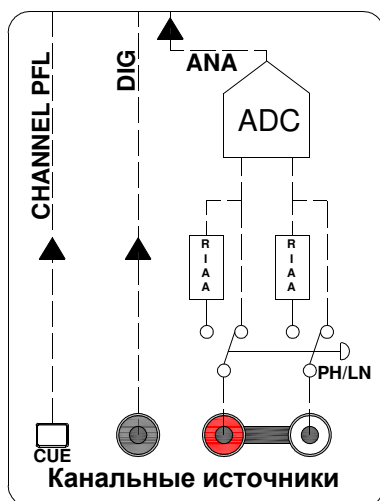 CHANNEL PFL
DIG
ANA
ADC
RIAA
RIAA
PH/LN
CUE
Канальные источники